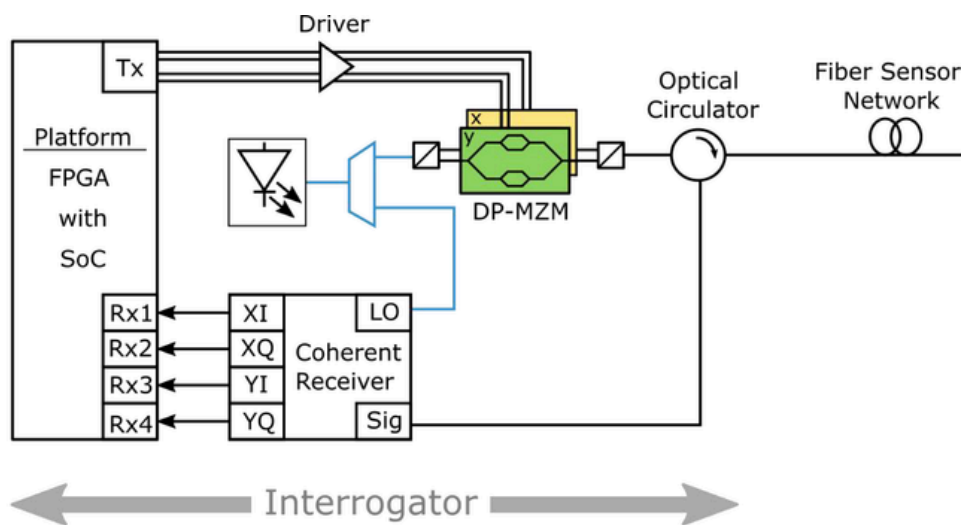 Driver
Tx
Optical
Circulator
Fiber Sensor
Network
Platform
FPGA
with
SoC
x
y
DP-MZM
Rx1
Rx2
Rx3
Rx4
XI
XQ
YI
YQ
LO
Coherent
Receiver
Sig
Interrogator